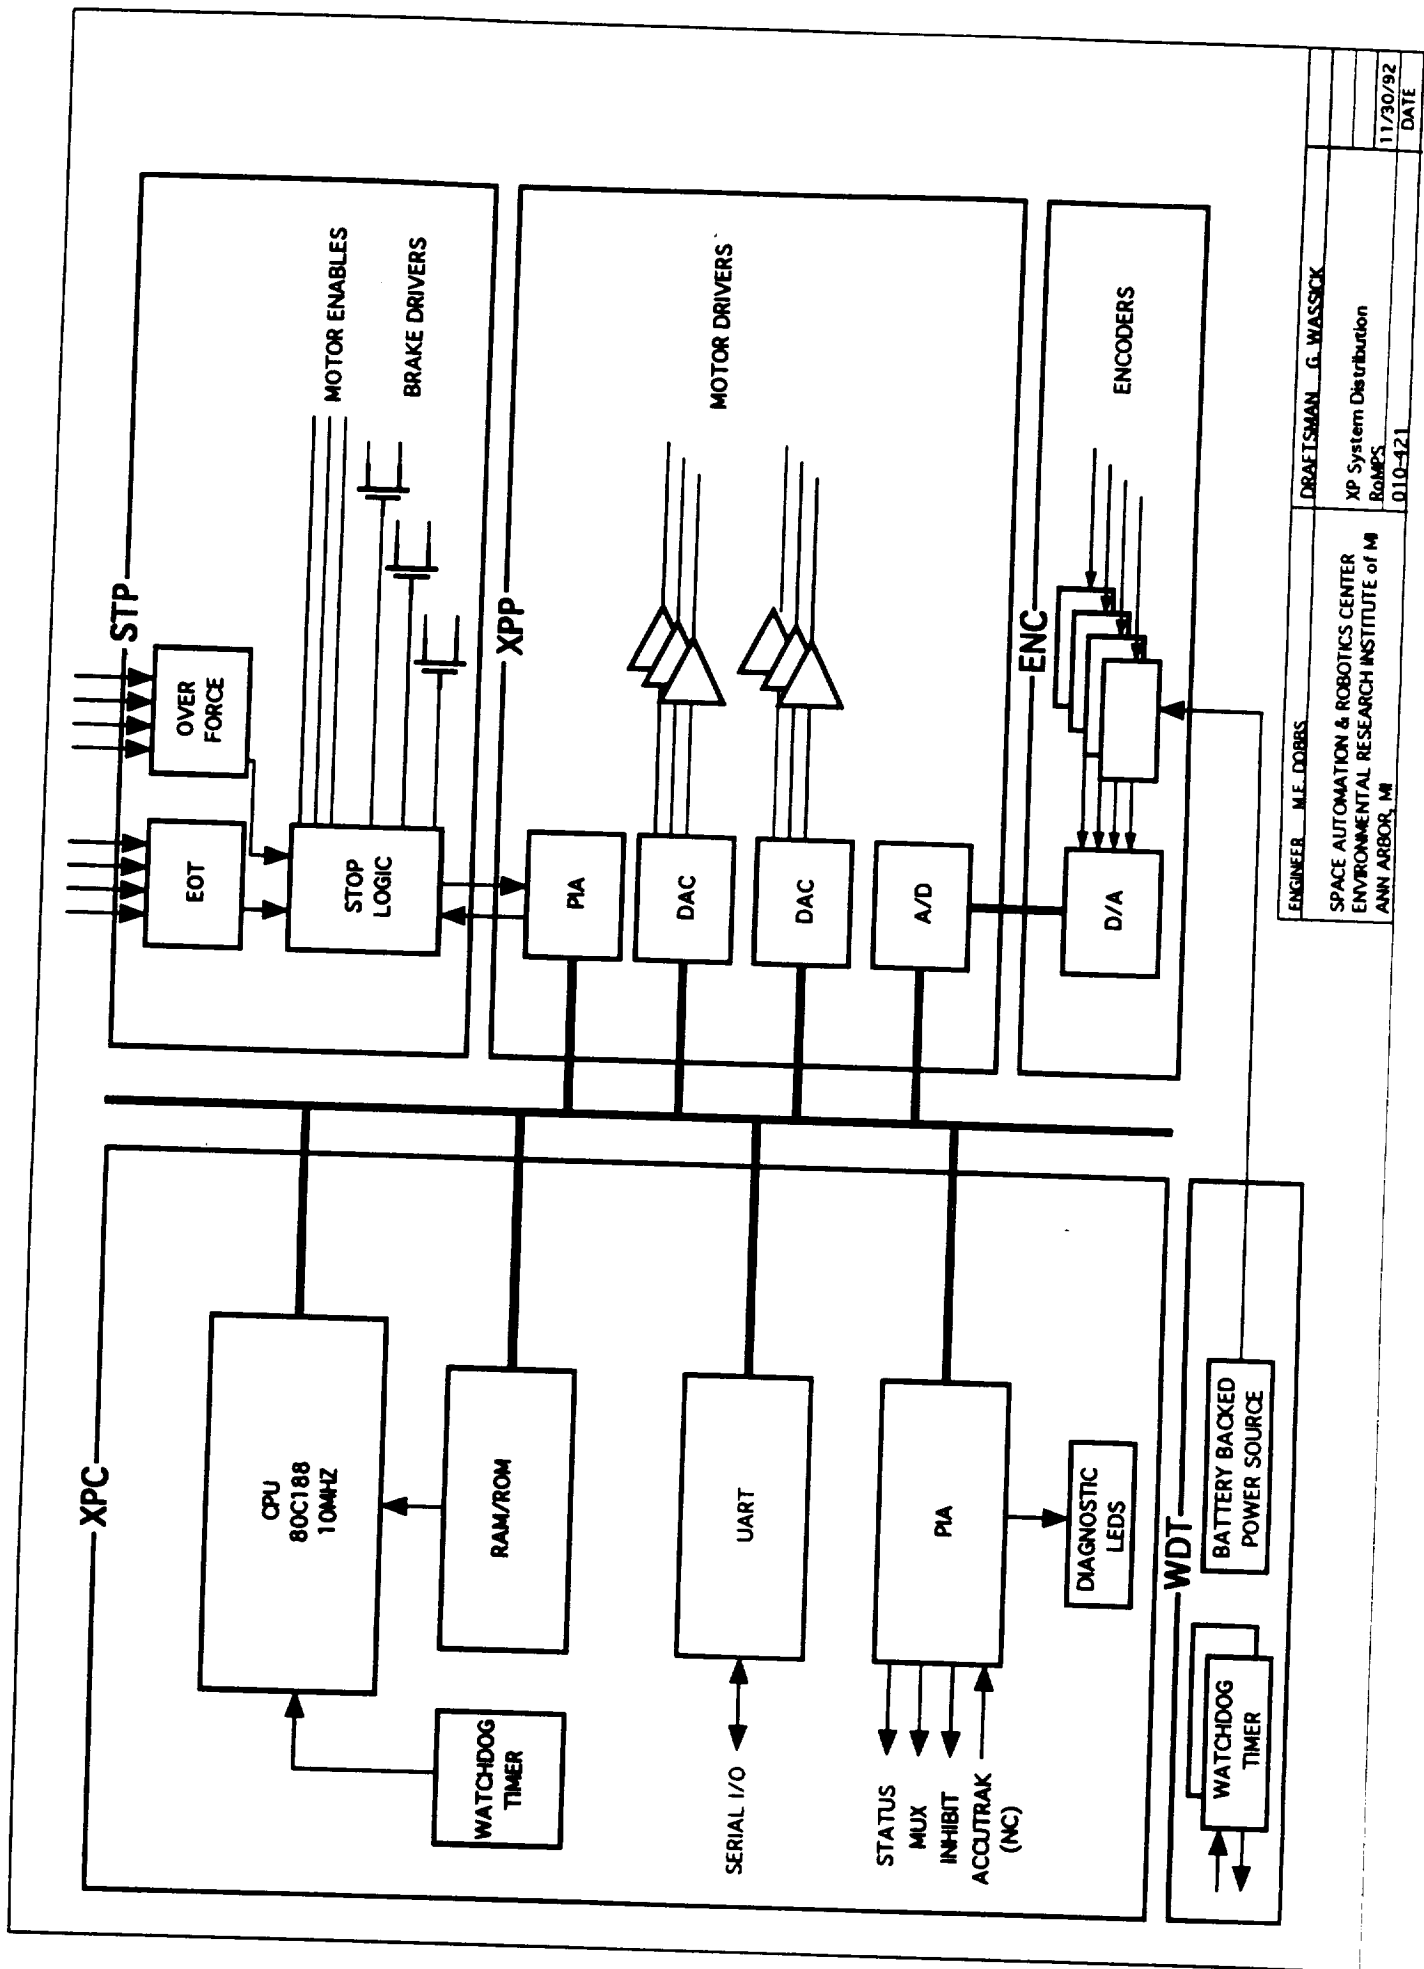 XPC
CPU
80C188
10MHZ
WATCHDOG
TIMER
RAM/ROM
SERIAL I/O
UART
STATUS
MUX
INHIBIT
ACCUTRAK
(NC)
PIA
DIAGNOSTIC
LEDS
WDT
WATCHDOG
TIMER
BATTERY BACKED
POWER SOURCE
STP
EOT
OVER
FORCE
STOP
LOGIC
MOTOR ENABLES
BRAKE DRIVERS
XPP
PIA
DAC
DAC
A/D
MOTOR DRIVERS
ENC
D/A
ENCODERS
ENGINEER M.E. DOBBS
DRAFTSMAN G. WASSICK
SPACE AUTOMATION & ROBOTICS CENTER
ENVIRONMENTAL RESEARCH INSTITUTE of MI
ANN ARBOR, MI
XP System Distribution
RoMPS
010-421
11/30/92
DATE